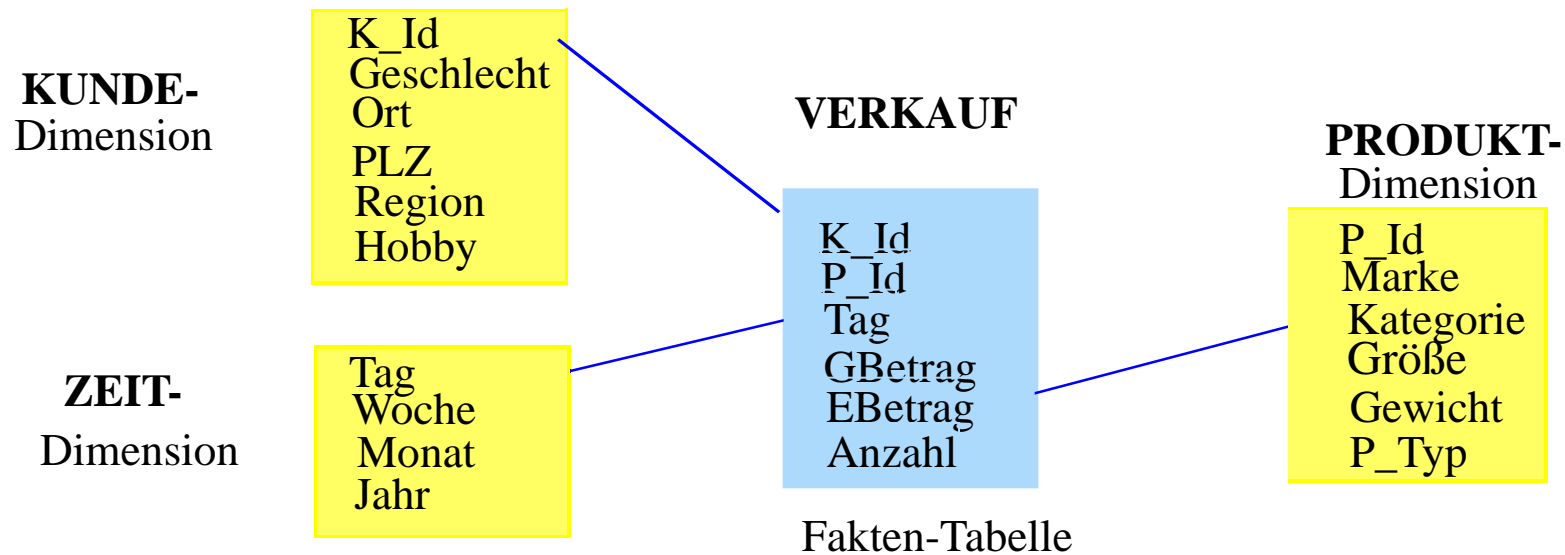 KUNDE-
Dimension
K_Id
Geschlecht
Ort
PLZ
Region
Hobby
ZEIT-
Dimension
Tag
Woche
Monat
Jahr
VERKAUF
K_Id
P_Id
Tag
GBetrag
EBetrag
Anzahl
Fakten-Tabelle
PRODUKT-
Dimension
P_Id
Marke
Kategorie
Größe
Gewicht
P_Typ